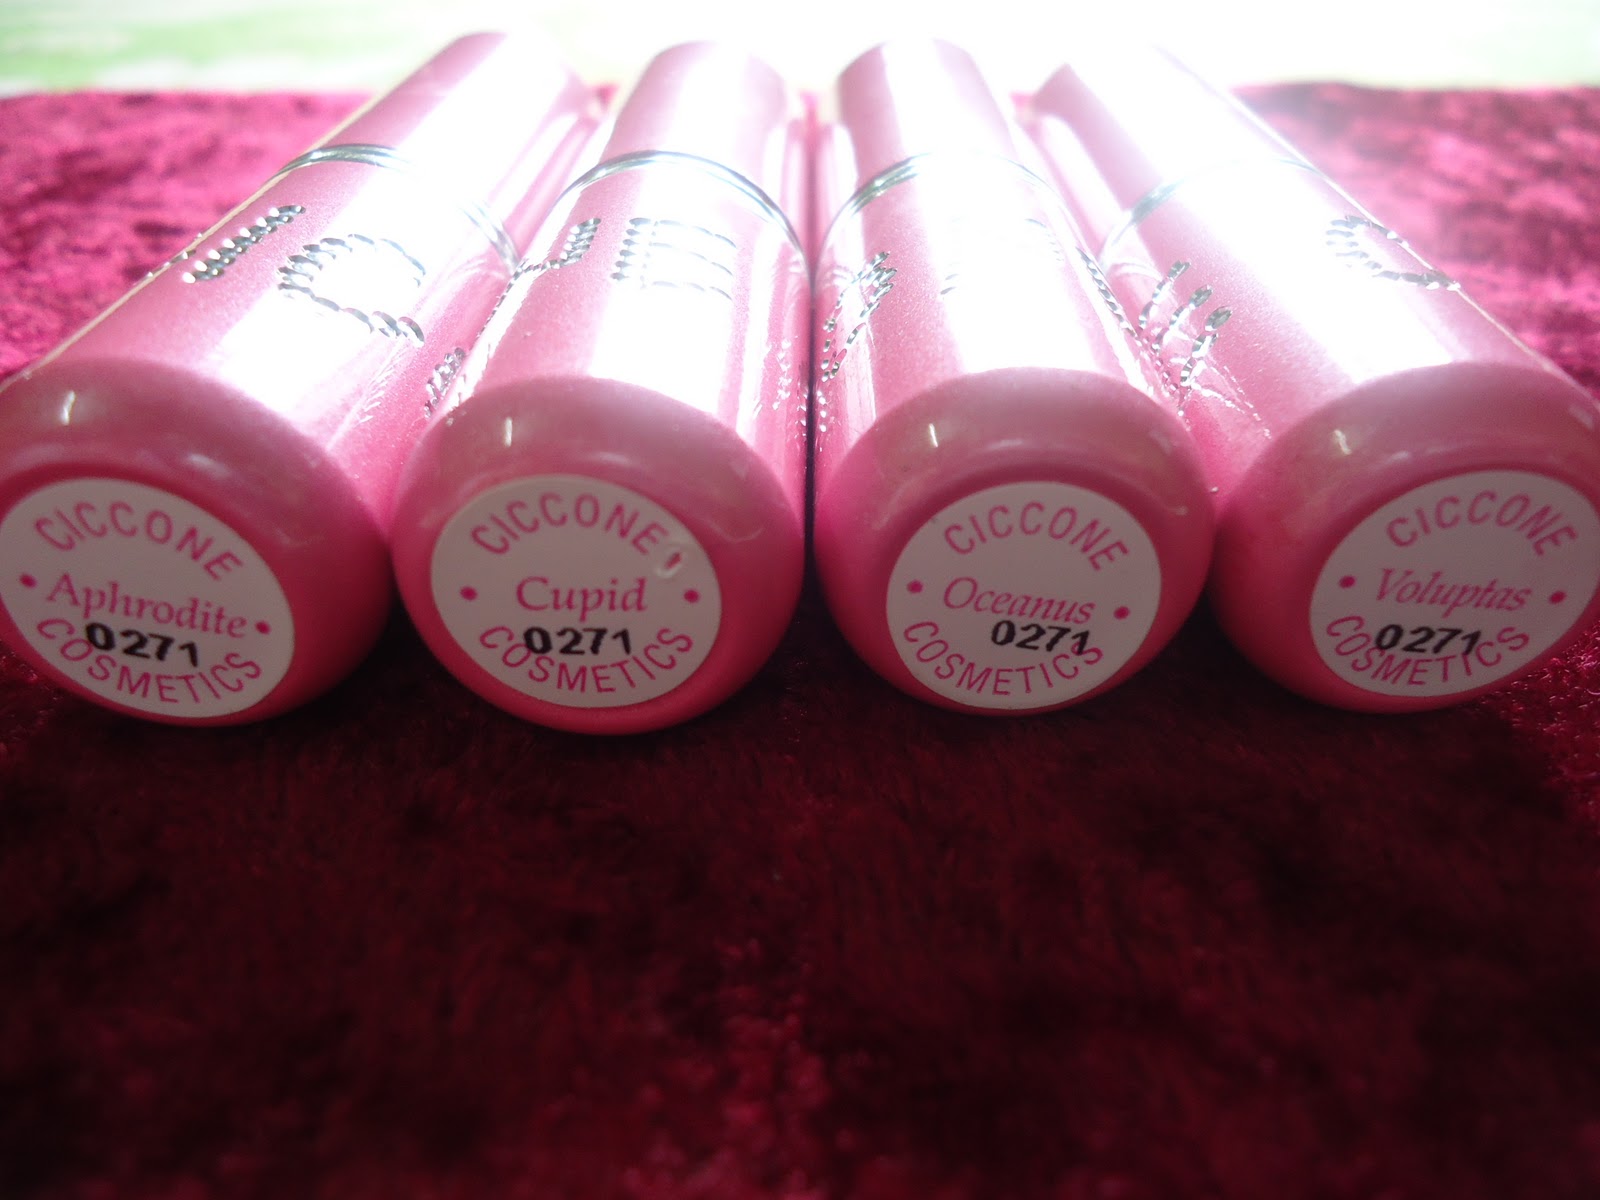 CICCONE
Aphrodite
0271
COSMETICS
CICCONE
Cupid
0271
COSMETICS
CICCONE
Oceanus
0271
COSMETICS
CICCONE
Voluptas
0271
COSMETICS